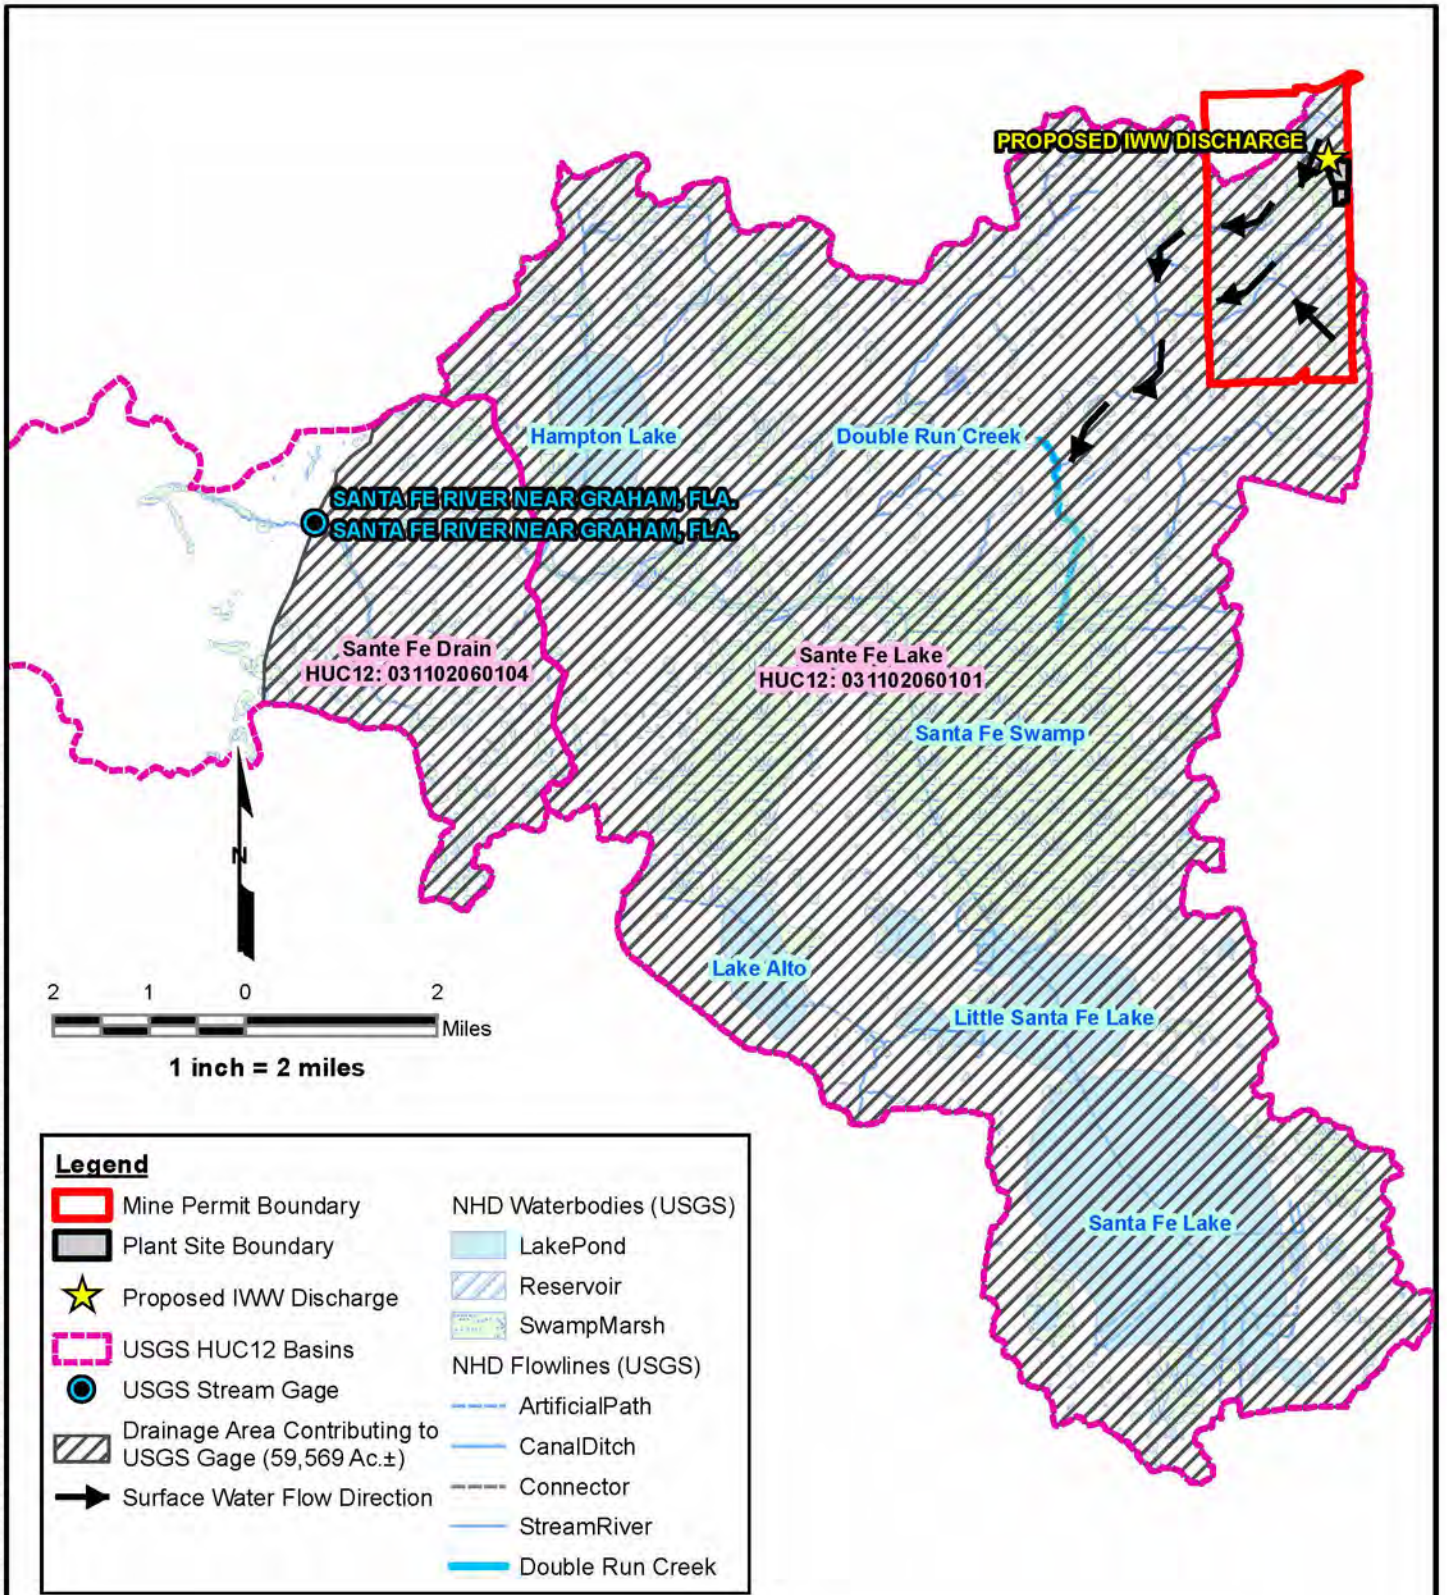 PROPOSED IWW DISCHARGE
Hampton Lake
Double Run Creek
SANTA FE RIVER NEAR GRAHAM, FLA.
SANTA FE RIVER NEAR GRAHAM, FLA.
Sante Fe Drain
HUC12: 031102060104
Sante Fe Lake
HUC12: 031102060101
Santa Fe Swamp
N
Lake Alto
Little Santa Fe Lake
2 1 0 2
Miles
1 inch = 2 miles
Santa Fe Lake
Legend
Mine Permit Boundary
Plant Site Boundary
Proposed IWW Discharge
USGS HUC12 Basins
USGS Stream Gage
Drainage Area Contributing to
USGS Gage (59,569 Ac.±)
Surface Water Flow Direction
NHD Waterbodies (USGS)
LakePond
Reservoir
SwampMarsh
NHD Flowlines (USGS)
ArtificialPath
CanalDitch
Connector
StreamRiver
Double Run Creek